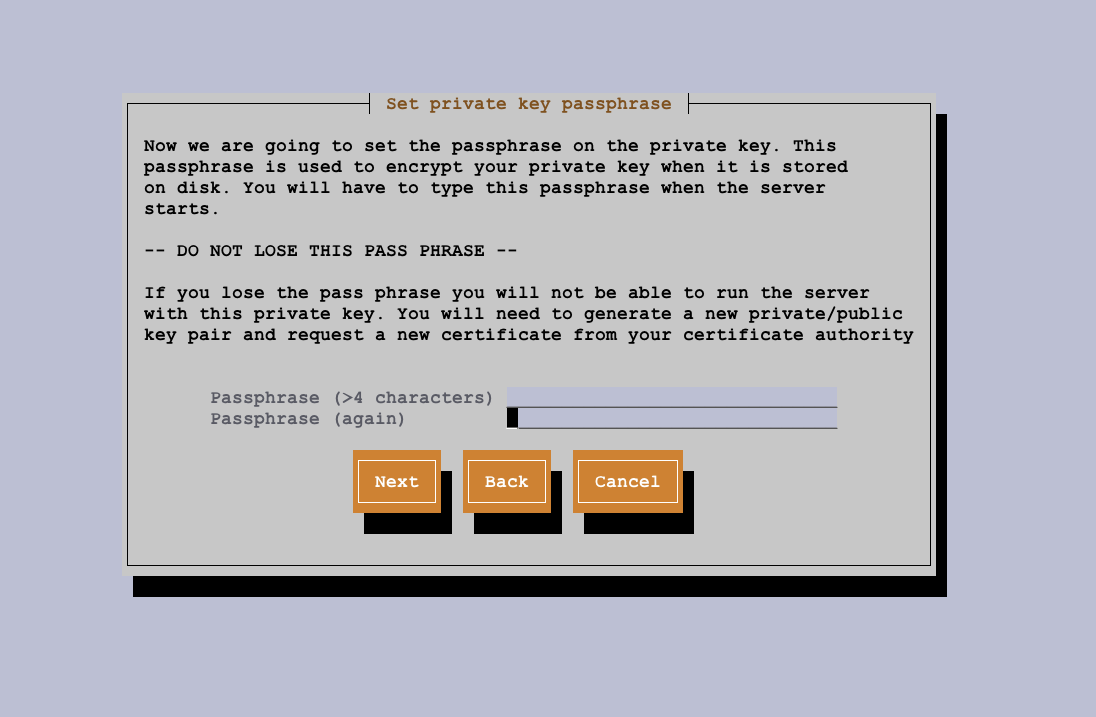 Set private key passphrase
Now we are going to set the passphrase on the private key. This
passphrase is used to encrypt your private key when it is stored
on disk. You will have to type this passphrase when the server
starts.
-- DO NOT LOSE THIS PASS PHRASE --
If you lose the pass phrase you will not be able to run the server
with this private key. You will need to generate a new private/public
key pair and request a new certificate from your certificate authority
Passphrase (>4 characters)
Passphrase (again)
Next Back Cancel